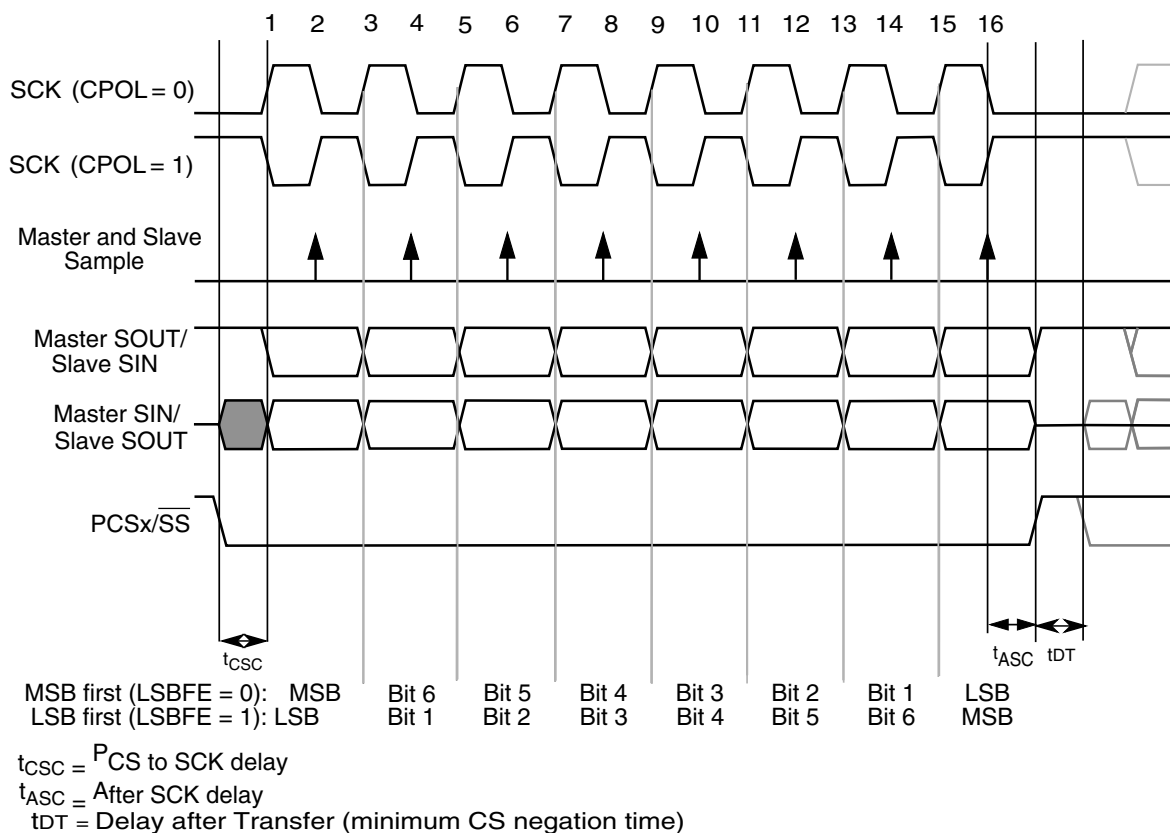 1 2 3 4 5 6 7 8 9 10 11 12 13 14 15 16
SCK (CPOL = 0)
SCK (CPOL = 1)
Master and Slave
Sample
Master SOUT/
Slave SIN
Master SIN/
Slave SOUT
PCSx/SS
tCSC
tASC
tDT
MSB first (LSBFE = 0): MSB Bit 6 Bit 5 Bit 4 Bit 3 Bit 2 Bit 1 LSB
LSB first (LSBFE = 1): LSB Bit 1 Bit 2 Bit 3 Bit 4 Bit 5 Bit 6 MSB
tCSC = PCS to SCK delay
tASC = After SCK delay
tDT = Delay after Transfer (minimum CS negation time)